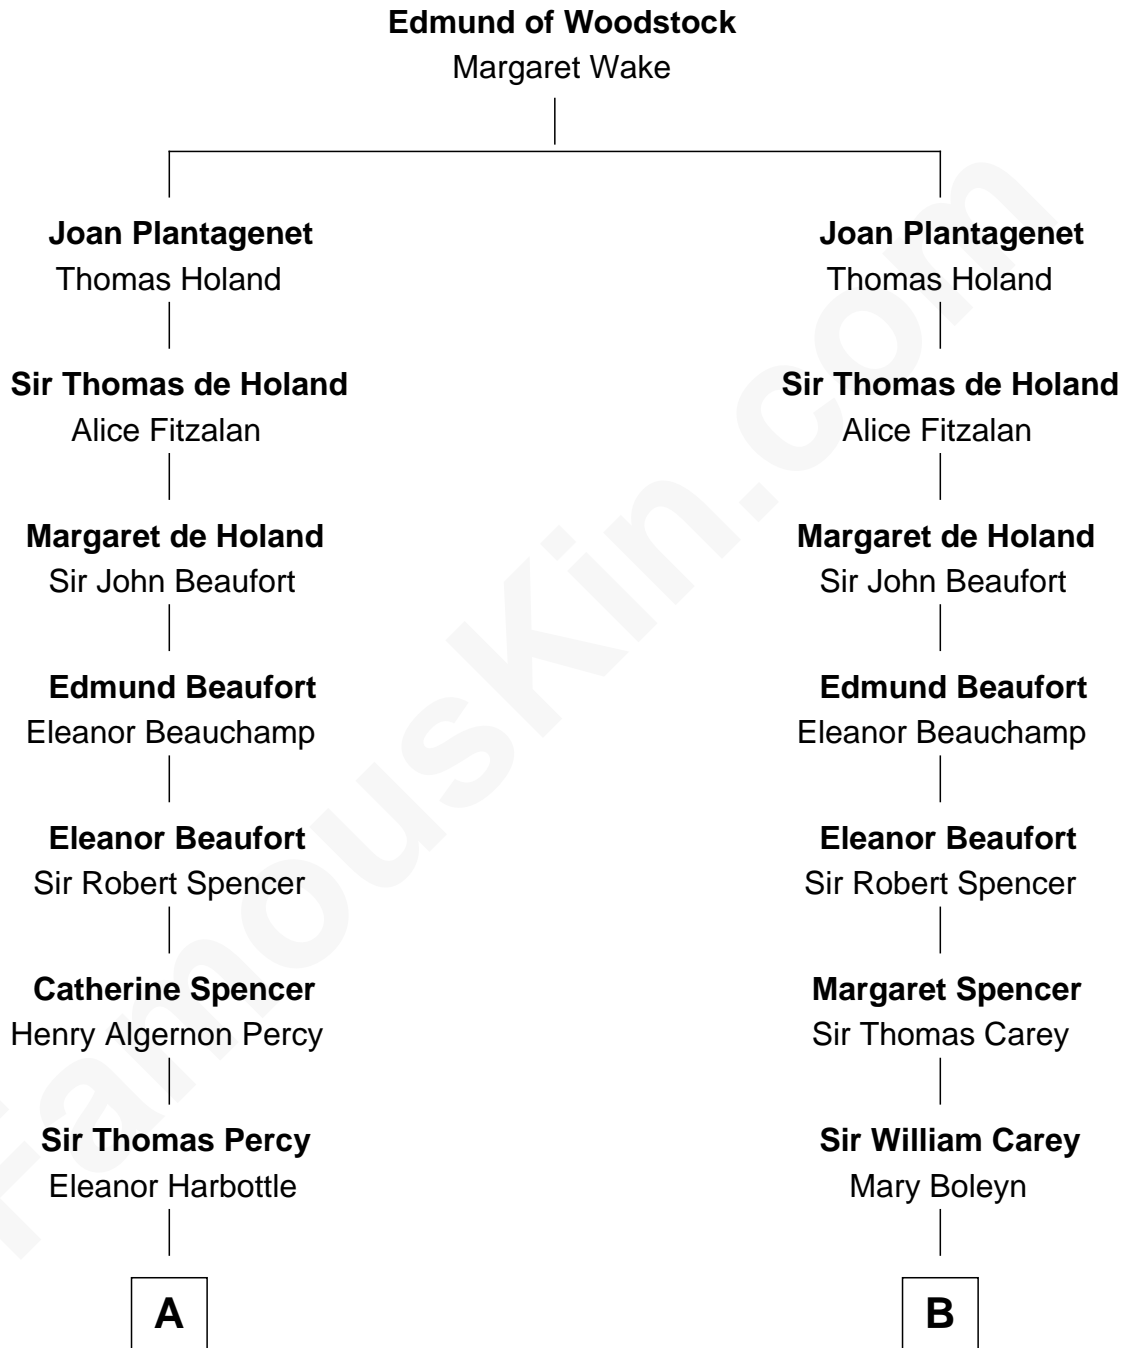 Edmund of Woodstock
Margaret Wake
Joan Plantagenet
Thomas Holand
Joan Plantagenet
Thomas Holand
Sir Thomas de Holand
Alice Fitzalan
Sir Thomas de Holand
Alice Fitzalan
Margaret de Holand
Sir John Beaufort
Margaret de Holand
Sir John Beaufort
Edmund Beaufort
Eleanor Beauchamp
Edmund Beaufort
Eleanor Beauchamp
Eleanor Beaufort
Sir Robert Spencer
Eleanor Beaufort
Sir Robert Spencer
Catherine Spencer
Henry Algernon Percy
Margaret Spencer
Sir Thomas Carey
Sir Thomas Percy
Eleanor Harbottle
Sir William Carey
Mary Boleyn
A
B
FamousKin.com